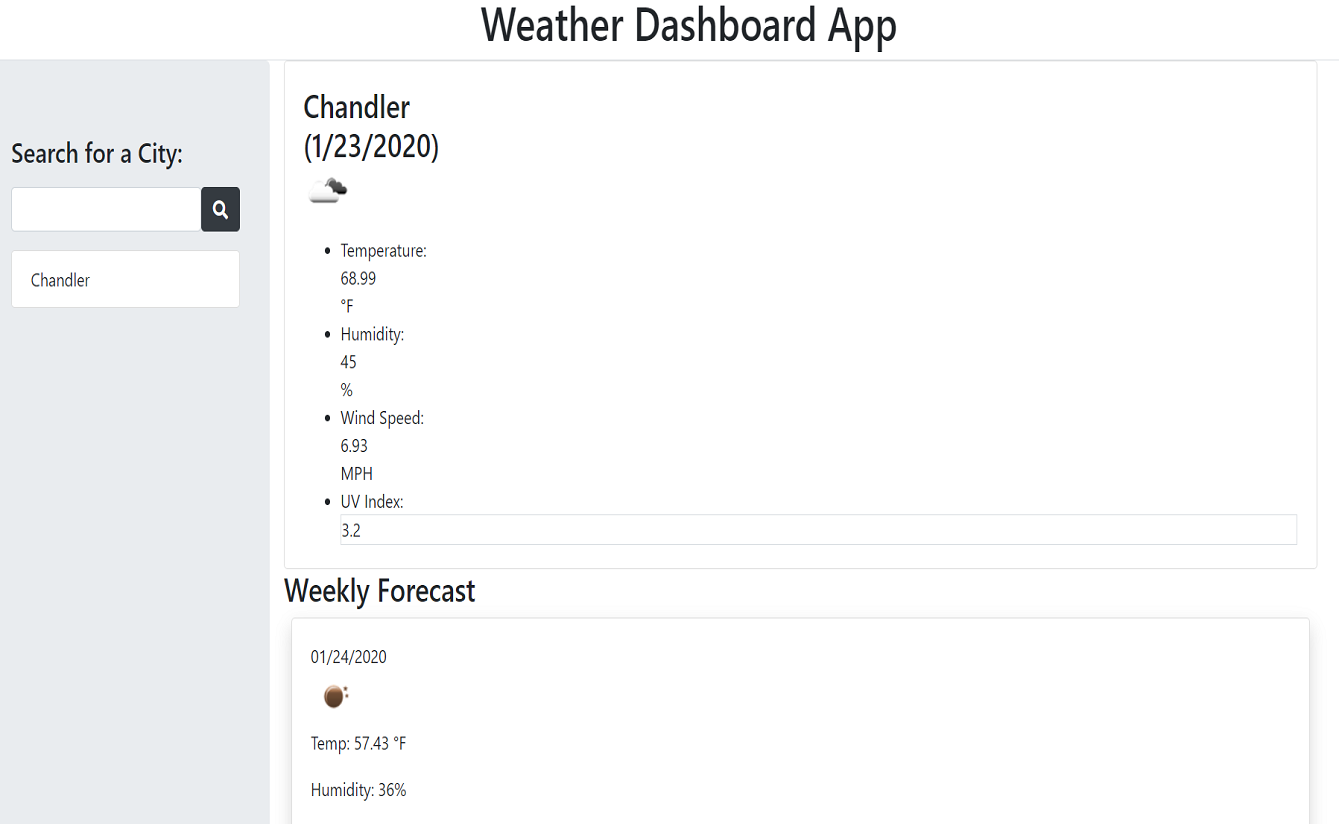 Weather Dashboard App
Search for a City:
Chandler
Chandler
(1/23/2020)
Temperature:
68.99
°F
Humidity:
45
%
Wind Speed:
6.93
MPH
UV Index:
3.2
Weekly Forecast
01/24/2020
Temp: 57.43 °F
Humidity: 36%